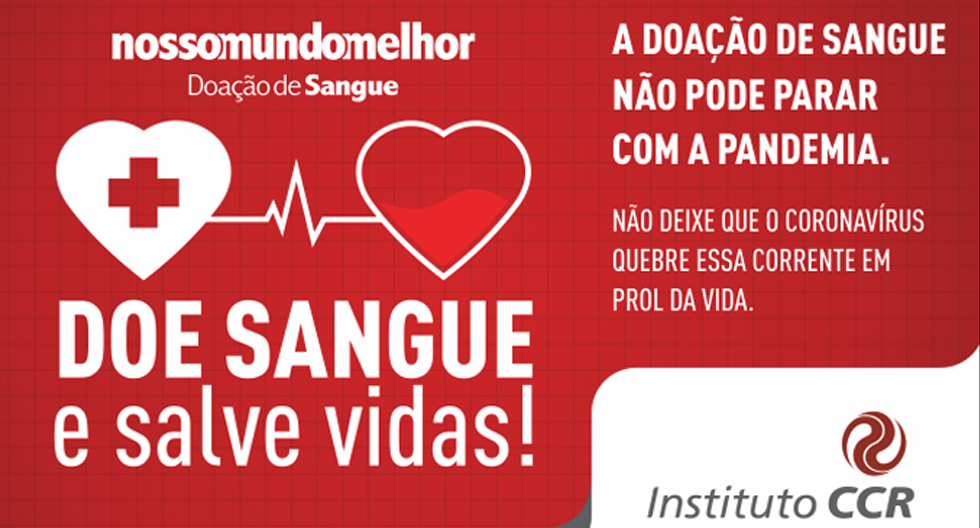 nossomundomelhor
Doação de Sangue
DOE SANGUE
e salve vidas!
A DOAÇÃO DE SANGUE
NÃO PODE PARAR
COM A PANDEMIA.
NÃO DEIXE QUE O CORONAVÍRUS
QUEBRE ESSA CORRENTE EM
PROL DA VIDA.
Instituto CCR